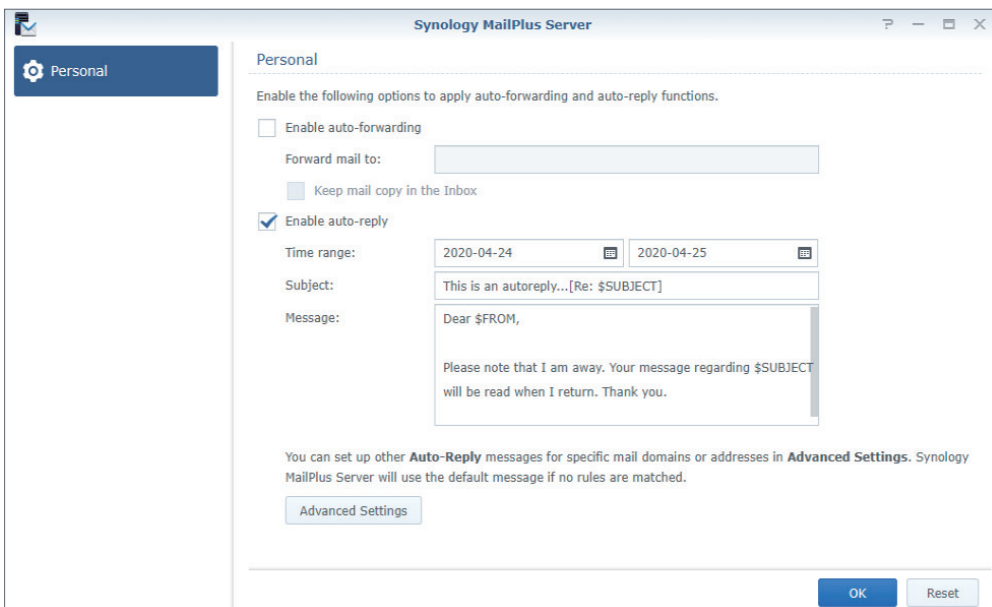 Synology MailPlus Server
Personal
Personal
Enable the following options to apply auto-forwarding and auto-reply functions.
Enable auto-forwarding
Forward mail to:
Keep mail copy in the Inbox
Enable auto-reply
Time range: 2020-04-24 2020-04-25
Subject: This is an autoreply...[Re: $SUBJECT]
Message: Dear $FROM,
Please note that I am away. Your message regarding $SUBJECT
will be read when I return. Thank you.
You can set up other Auto-Reply messages for specific mail domains or addresses in Advanced Settings. Synology
MailPlus Server will use the default message if no rules are matched.
Advanced Settings
OK Reset